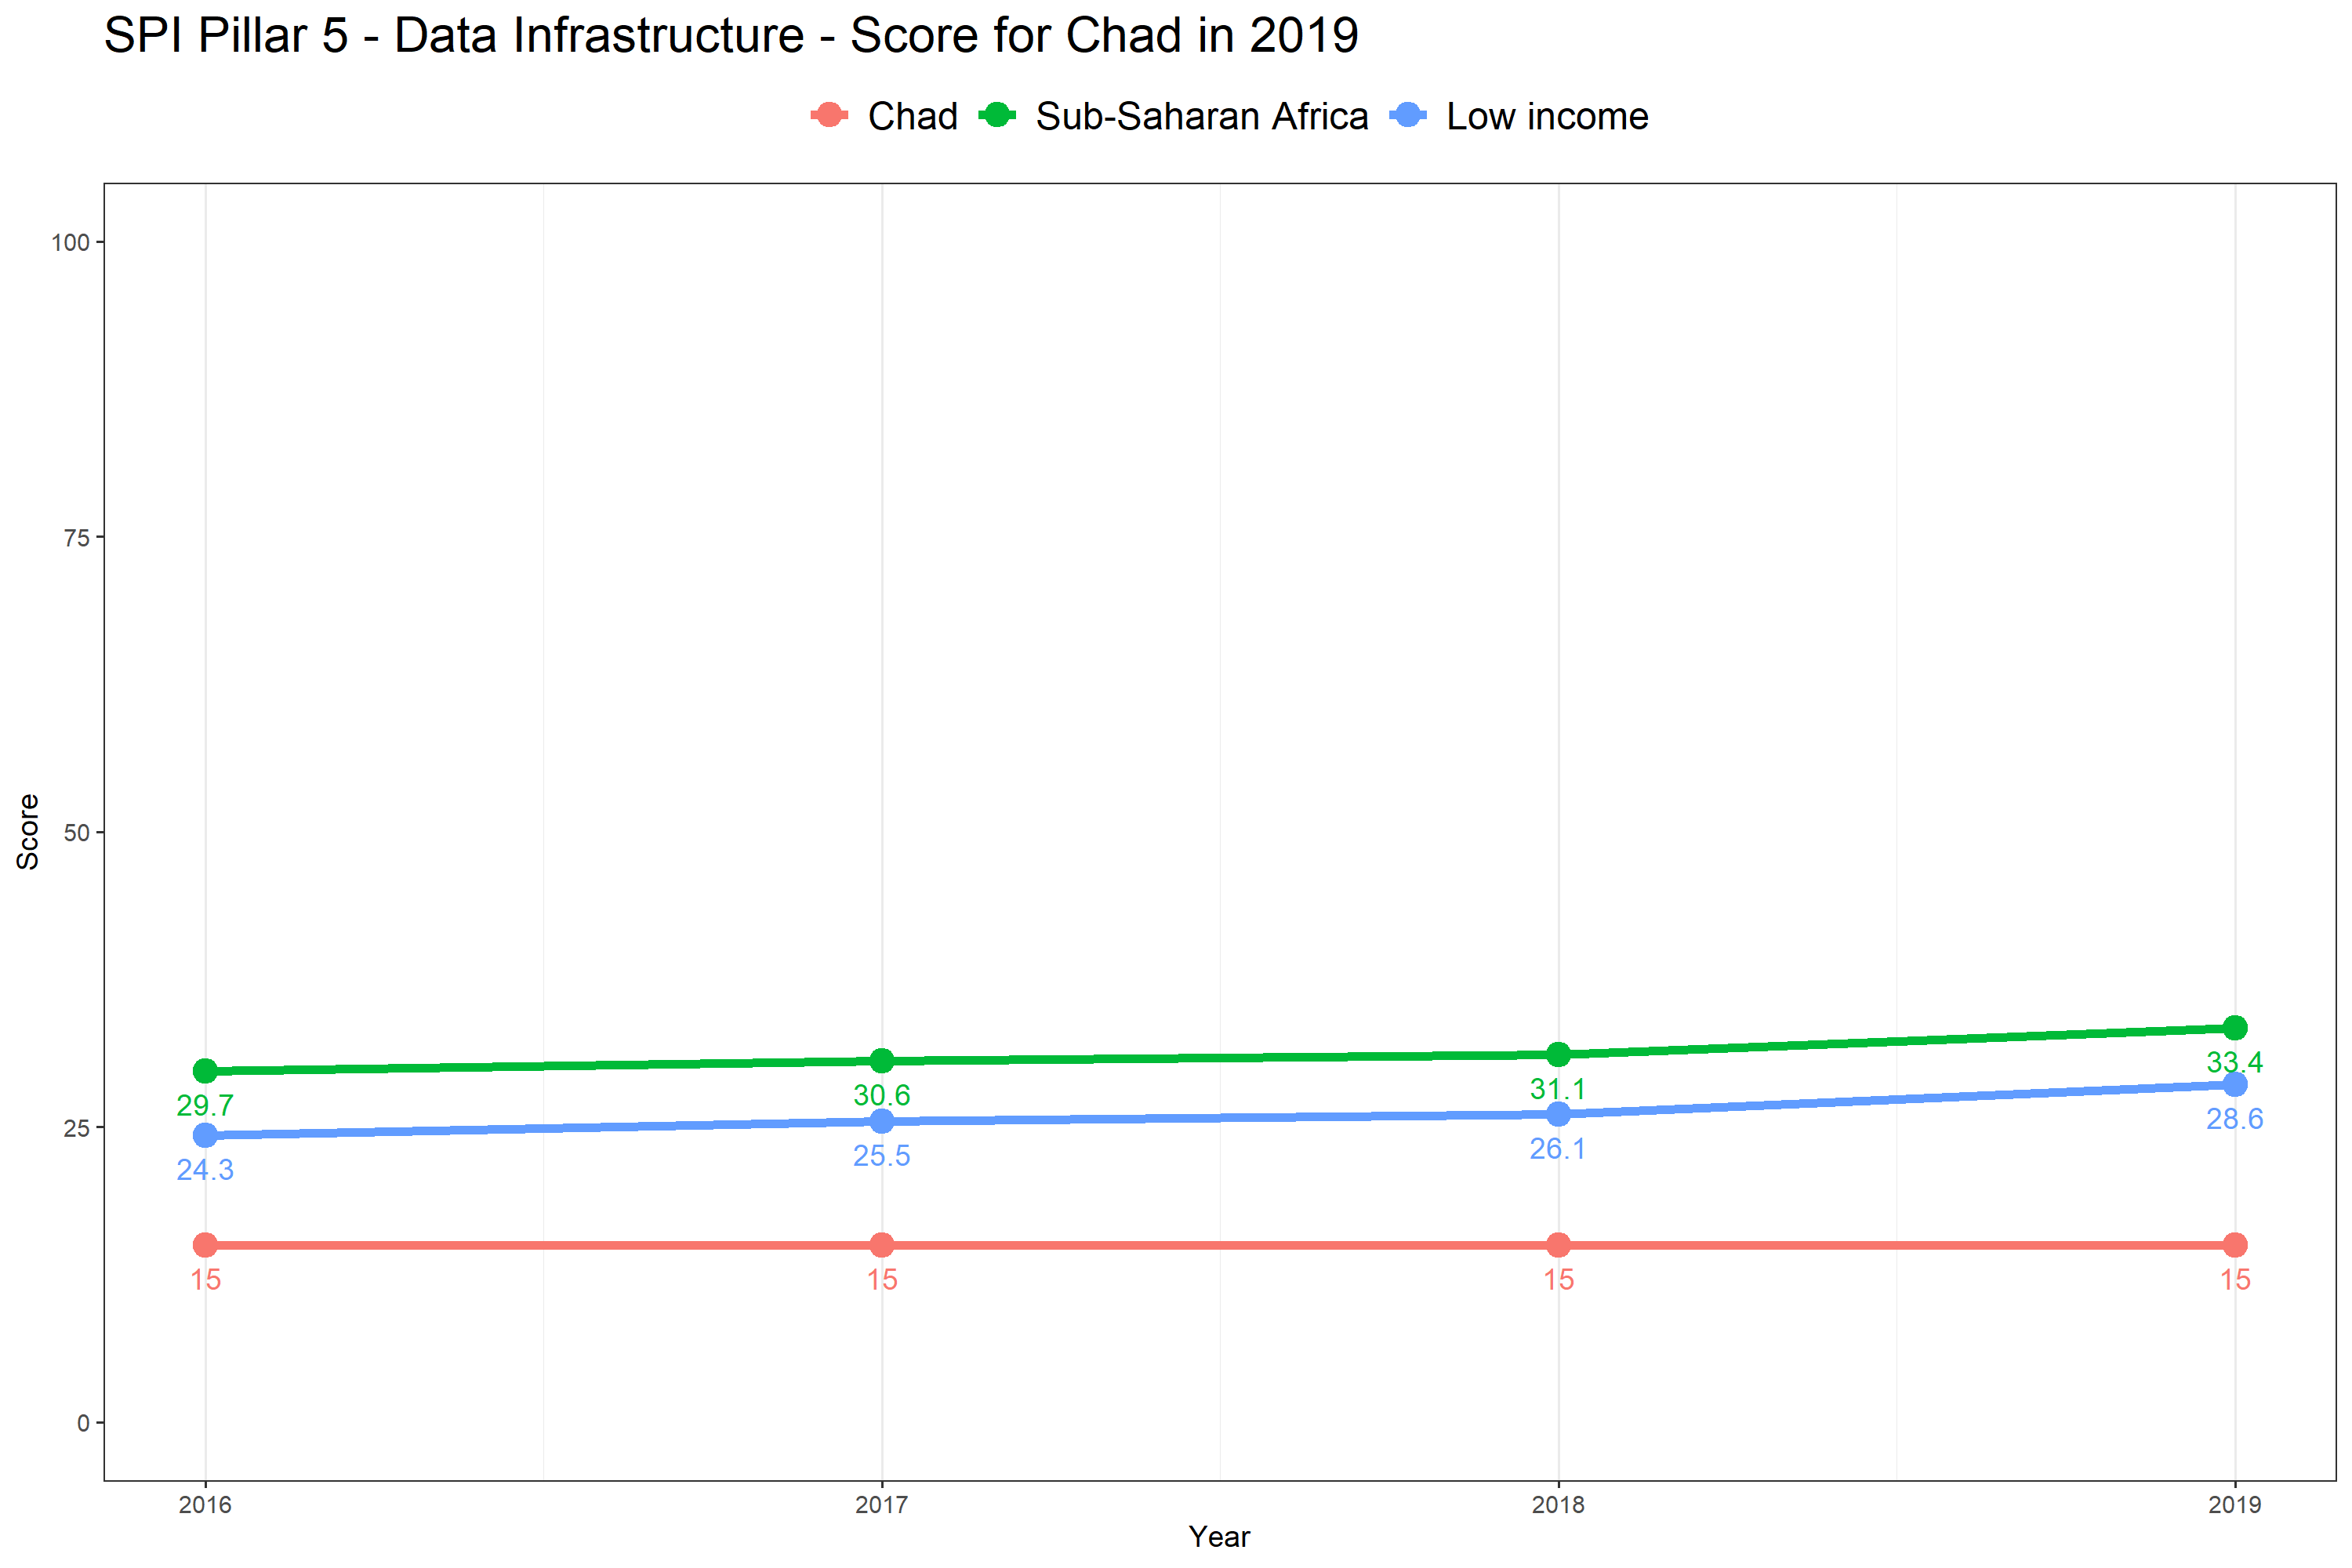 SPI Pillar 5 - Data Infrastructure - Score for Chad in 2019
Chad Sub-Saharan Africa Low income
100
75
50
25
0
Score
29.7 30.6 31.1 33.4
24.3 25.5 26.1 28.6
15 15 15 15
2016 2017 2018 2019
Year